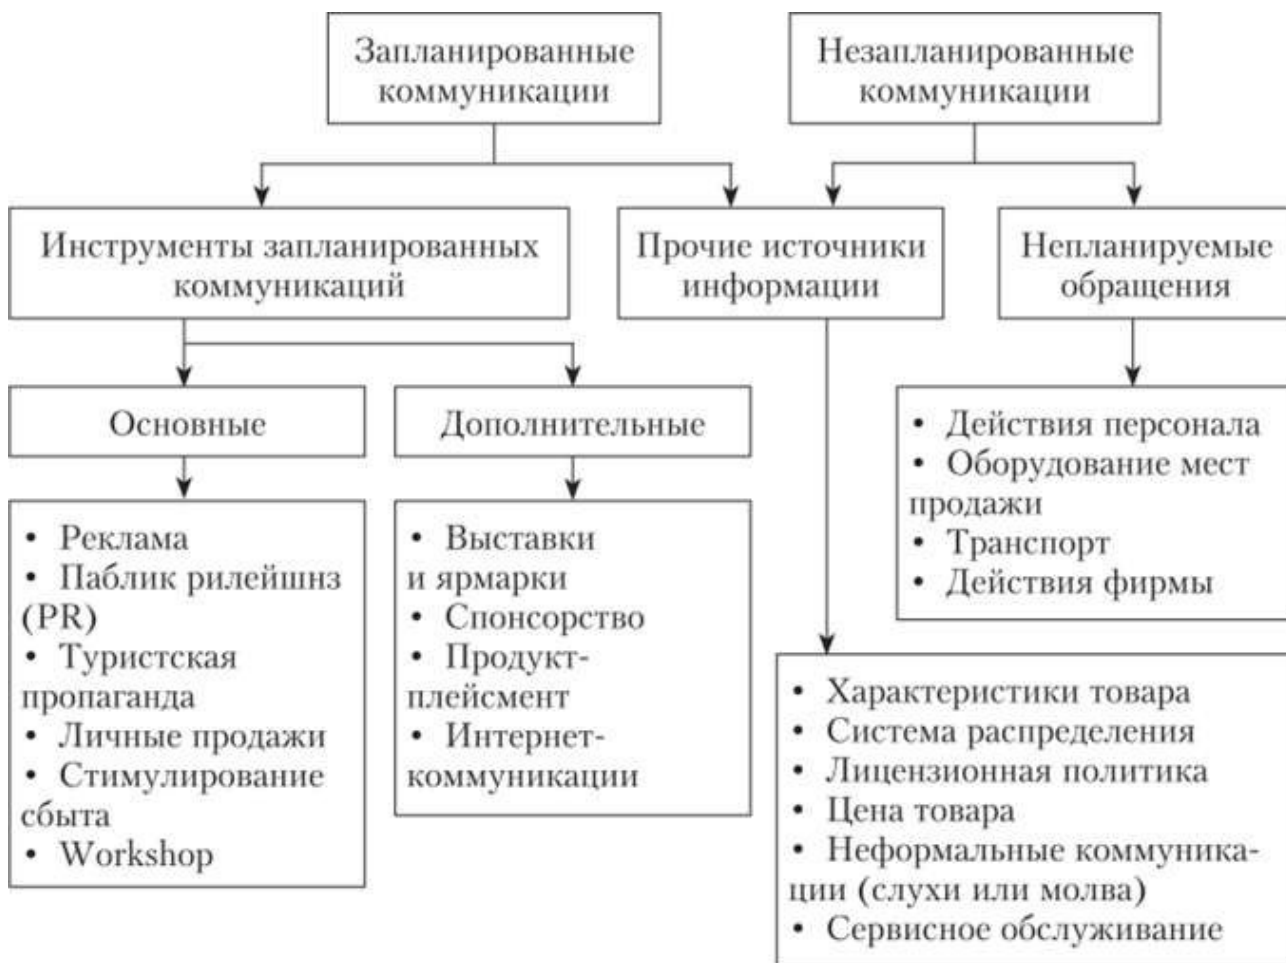 Запланированные
коммуникации
Незапланированные
коммуникации
Инструменты запланированных
коммуникаций
Прочие источники
информации
Непланируемые
обращения
Основные
Дополнительные
• Реклама
• Паблик рилейшнз
(PR)
• Туристская
пропаганда
• Личные продажи
• Стимулирование
сбыта
• Workshop
• Выставки
и ярмарки
• Спонсорство
• Продукт-
плейсмент
• Интернет-
коммуникации
• Действия персонала
• Оборудование мест
продажи
• Транспорт
• Действия фирмы
• Характеристики товара
• Система распределения
• Лицензионная политика
• Цена товара
• Неформальные коммуника-
ции (слухи или молва)
• Сервисное обслуживание